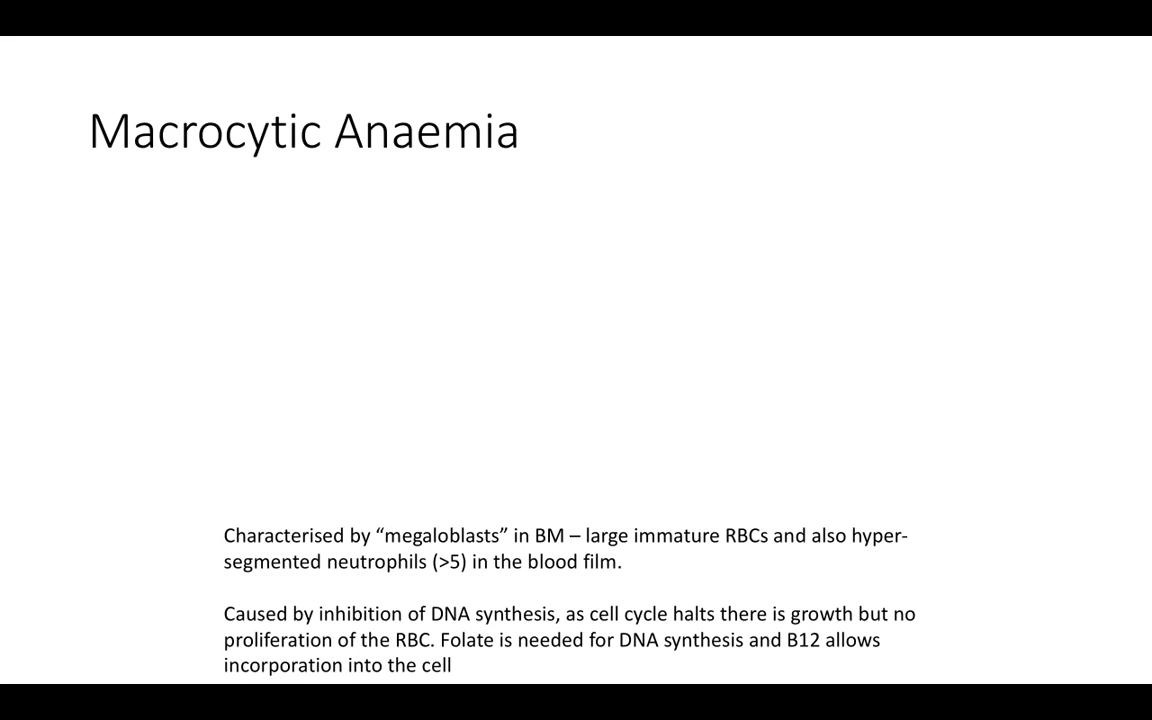 Macrocytic Anaemia
Characterised by “megaloblasts” in BM – large immature RBCs and also hyper-
segmented neutrophils (>5) in the blood film.
Caused by inhibition of DNA synthesis, as cell cycle halts there is growth but no
proliferation of the RBC. Folate is needed for DNA synthesis and B12 allows
incorporation into the cell